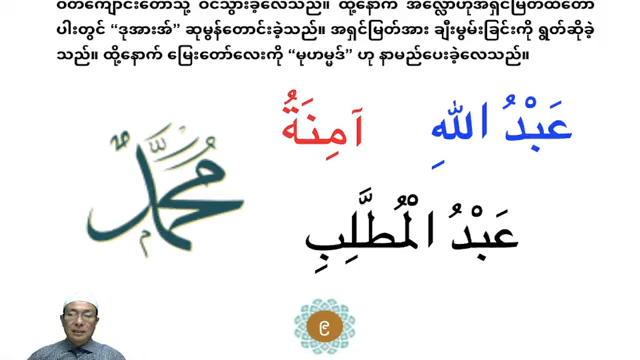 ဝတ်ကျောင်းတော်သို့ ဝင်သွားခဲ့လေသည်။ ထို့နောက် အလ္လောဟ်အရှင်မြတ်ထံတော်
ပါးတွင် “ဒုအားအ်” ဆုမွန်တောင်းခဲ့သည်။ အရှင်မြတ်အား ချီးမွမ်းခြင်းကို ရွတ်ဆိုခဲ့
သည်။ ထို့နောက် မြေးတော်လေးကို “မုဟမ္မဒ်” ဟု နာမည်ပေးခဲ့လေသည်။
عَبْدُ اللهِ
آمِنَةُ
محمد
عَبْدُ الْمُطَّلِبِ
၉